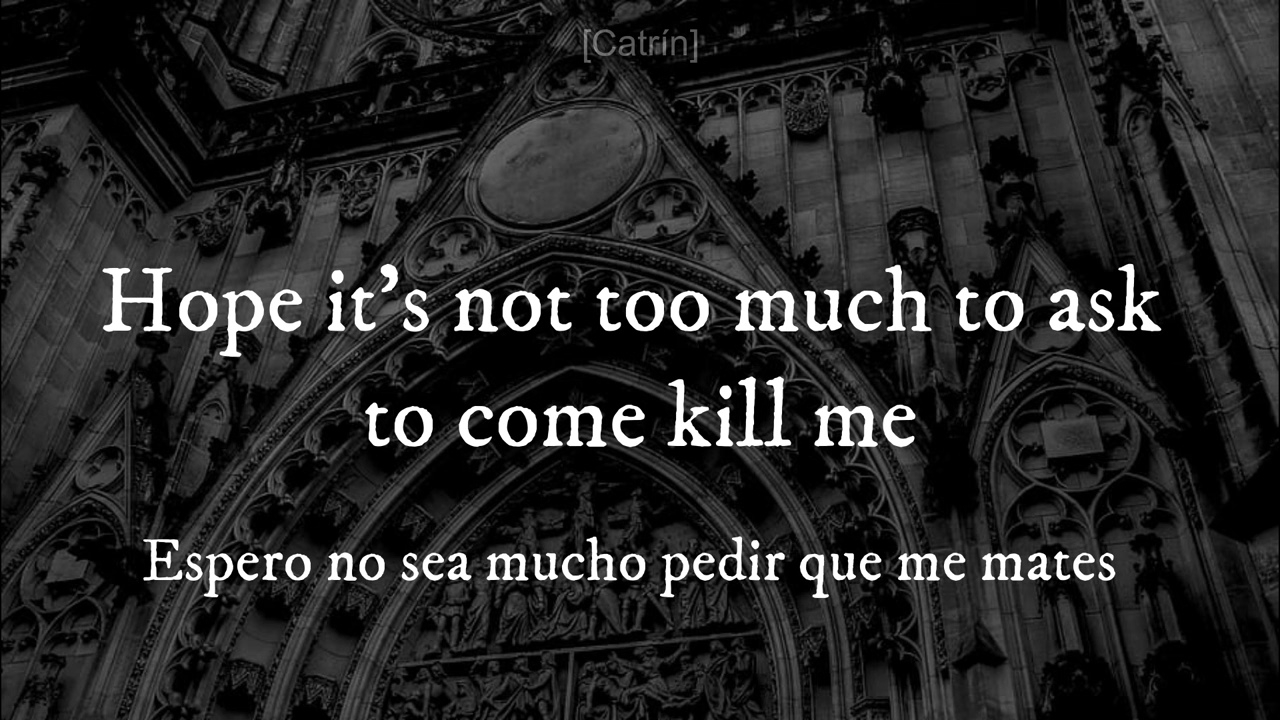 [Catrín]
Hope it's not too much to ask
to come kill me
Espero no sea mucho pedir que me mates